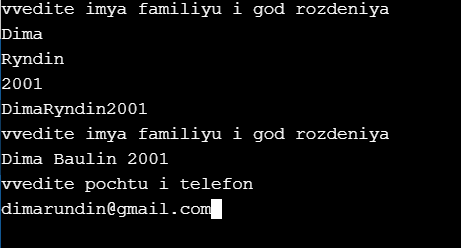 vvedite imya familiyu i god rozdeniya
Dima
Ryndin
2001
DimaRyndin2001
vvedite imya familiyu i god rozdeniya
Dima Baulin 2001
vvedite pochtu i telefon
dimarundin@gmail.com